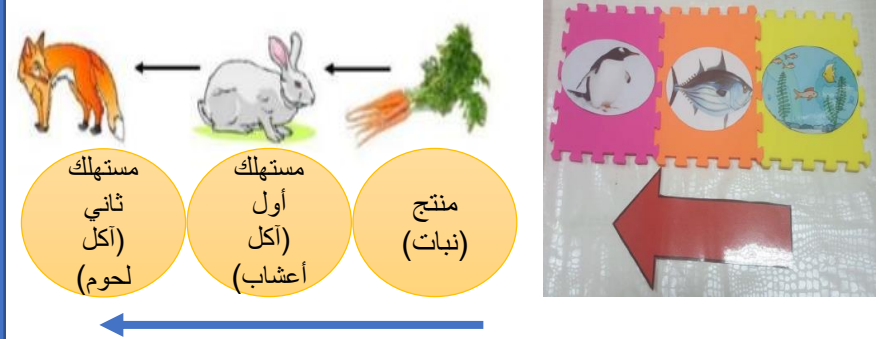 منتج
(نبات)
مستهلك
أول
(آكل
أعشاب)
مستهلك
ثاني
(آكل
لحوم)